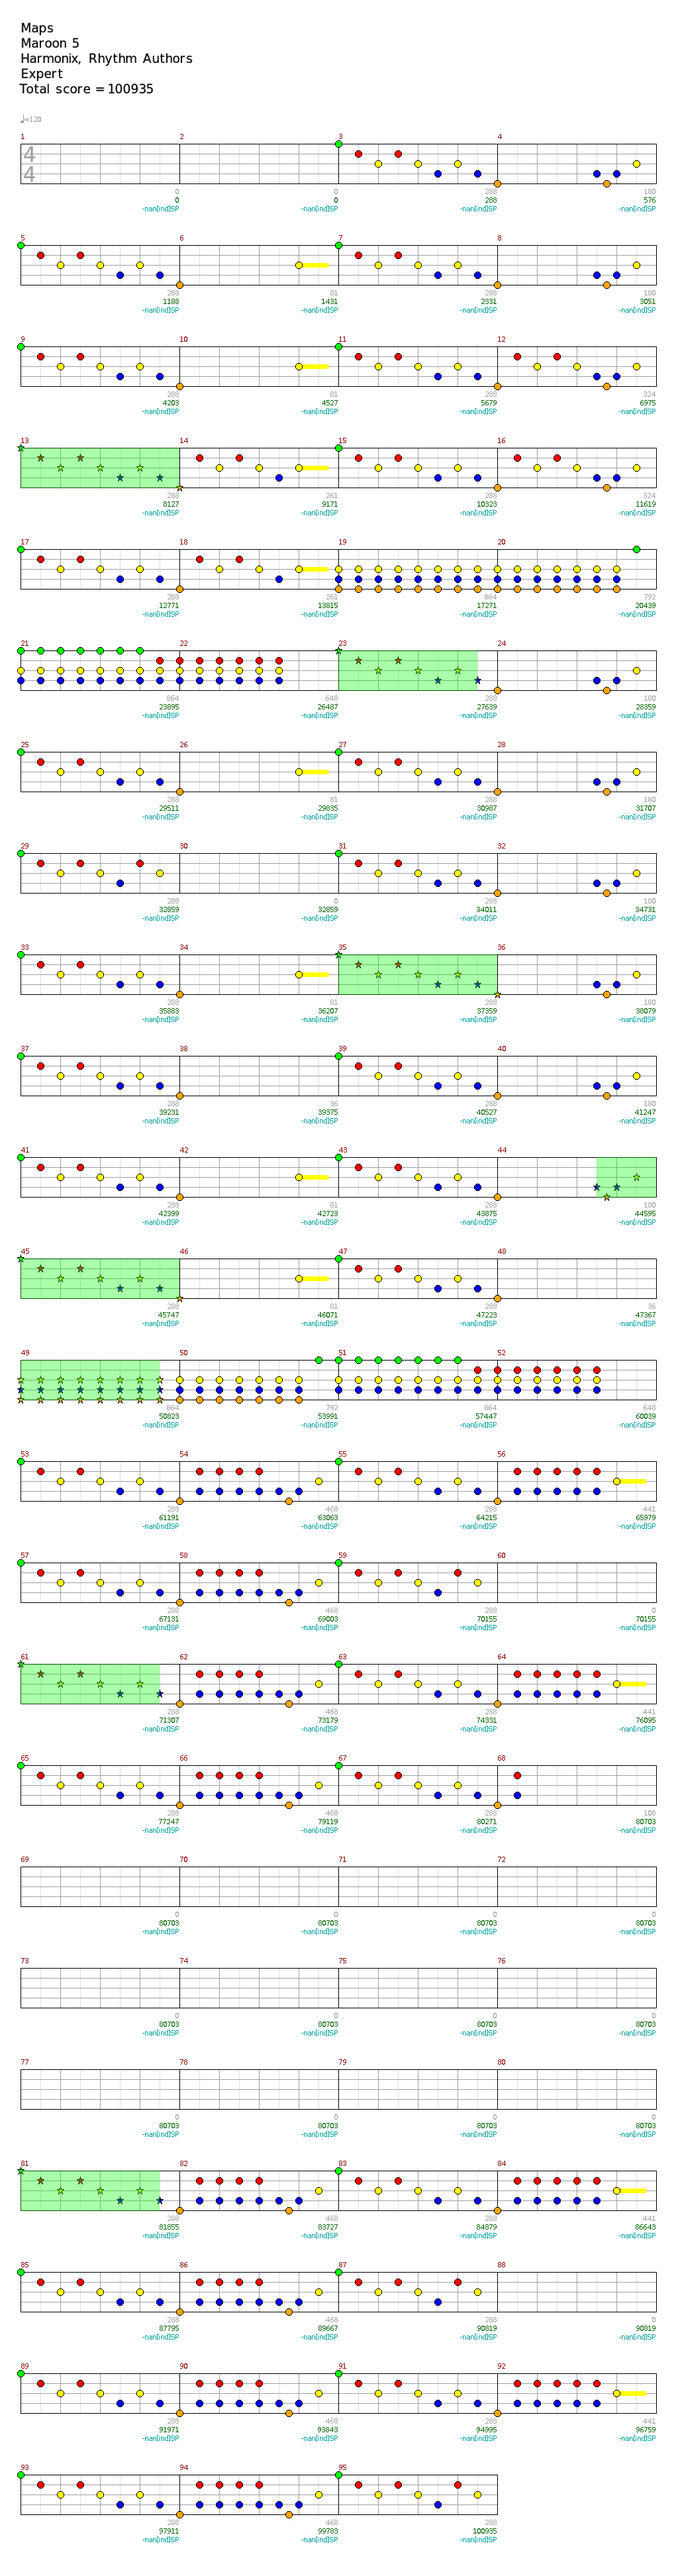 Maps
Maroon 5
Harmonix, Rhythm Authors
Expert
Total score = 100935
♩=120
1 2 3 4
4
4
0 0 288 180
0 0 288 576
-nan[ind]SP -nan[ind]SP -nan[ind]SP -nan[ind]SP
5 6 7 8
288 81 288 180
1188 1431 2331 3051
-nan[ind]SP -nan[ind]SP -nan[ind]SP -nan[ind]SP
9 10 11 12
288 81 288 324
4203 4527 5679 6975
-nan[ind]SP -nan[ind]SP -nan[ind]SP -nan[ind]SP
13 14 15 16
288 261 288 324
8127 9171 10323 11619
-nan[ind]SP -nan[ind]SP -nan[ind]SP -nan[ind]SP
17 18 19 20
288 261 864 792
12771 13815 17271 20439
-nan[ind]SP -nan[ind]SP -nan[ind]SP -nan[ind]SP
21 22 23 24
864 648 288 180
23895 26487 27639 28359
-nan[ind]SP -nan[ind]SP -nan[ind]SP -nan[ind]SP
25 26 27 28
288 81 288 180
29511 29835 30987 31707
-nan[ind]SP -nan[ind]SP -nan[ind]SP -nan[ind]SP
29 30 31 32
288 0 288 180
32859 32859 34011 34731
-nan[ind]SP -nan[ind]SP -nan[ind]SP -nan[ind]SP
33 34 35 36
288 81 288 180
35883 36207 37359 38079
-nan[ind]SP -nan[ind]SP -nan[ind]SP -nan[ind]SP
37 38 39 40
288 36 288 180
39231 39375 40527 41247
-nan[ind]SP -nan[ind]SP -nan[ind]SP -nan[ind]SP
41 42 43 44
288 81 288 180
42399 42723 43875 44595
-nan[ind]SP -nan[ind]SP -nan[ind]SP -nan[ind]SP
45 46 47 48
288 81 288 36
45747 46071 47223 47367
-nan[ind]SP -nan[ind]SP -nan[ind]SP -nan[ind]SP
49 50 51 52
864 792 864 648
50823 53991 57447 60039
-nan[ind]SP -nan[ind]SP -nan[ind]SP -nan[ind]SP
53 54 55 56
288 468 288 441
61191 63063 64215 65979
-nan[ind]SP -nan[ind]SP -nan[ind]SP -nan[ind]SP
57 58 59 60
288 468 288 0
67131 69003 70155 70155
-nan[ind]SP -nan[ind]SP -nan[ind]SP -nan[ind]SP
61 62 63 64
288 468 288 441
71307 73179 74331 76095
-nan[ind]SP -nan[ind]SP -nan[ind]SP -nan[ind]SP
65 66 67 68
288 468 288 108
77247 79119 80271 80703
-nan[ind]SP -nan[ind]SP -nan[ind]SP -nan[ind]SP
69 70 71 72
0 0 0 0
80703 80703 80703 80703
-nan[ind]SP -nan[ind]SP -nan[ind]SP -nan[ind]SP
73 74 75 76
0 0 0 0
80703 80703 80703 80703
-nan[ind]SP -nan[ind]SP -nan[ind]SP -nan[ind]SP
77 78 79 80
0 0 0 0
80703 80703 80703 80703
-nan[ind]SP -nan[ind]SP -nan[ind]SP -nan[ind]SP
81 82 83 84
288 468 288 441
81855 83727 84879 86643
-nan[ind]SP -nan[ind]SP -nan[ind]SP -nan[ind]SP
85 86 87 88
288 468 288 0
87795 89667 90819 90819
-nan[ind]SP -nan[ind]SP -nan[ind]SP -nan[ind]SP
89 90 91 92
288 468 288 441
91971 93843 94995 96759
-nan[ind]SP -nan[ind]SP -nan[ind]SP -nan[ind]SP
93 94 95
288 468 288
97911 99783 100935
-nan[ind]SP -nan[ind]SP -nan[ind]SP